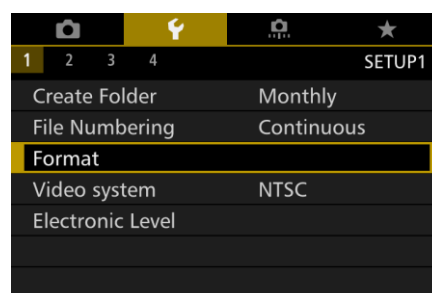 1 2 3 4 SETUP1
Create Folder Monthly
File Numbering Continuous
Format
Video system NTSC
Electronic Level